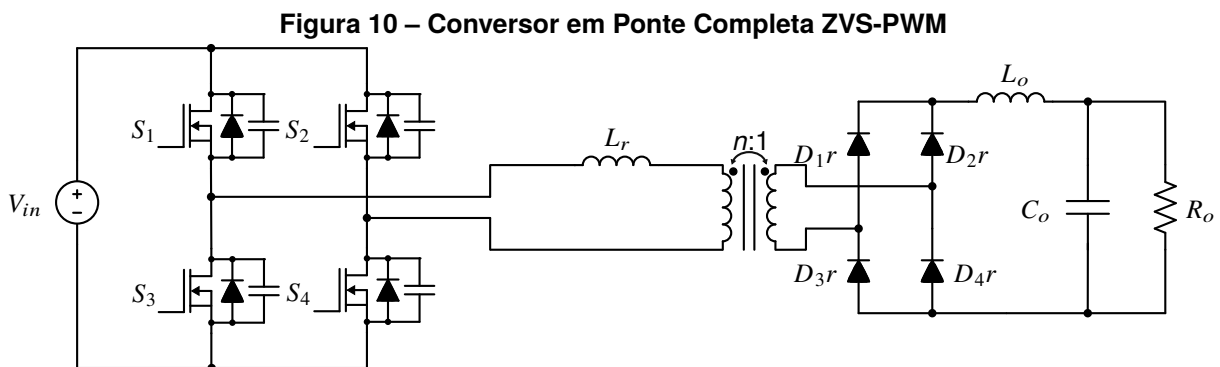 Figura 10 – Conversor em Ponte Completa ZVS-PWM
S1
S2
Lr
n:1
D1r
D2r
Lo
Vin
+
−
Co
Ro
S3
S4
D3r
D4r